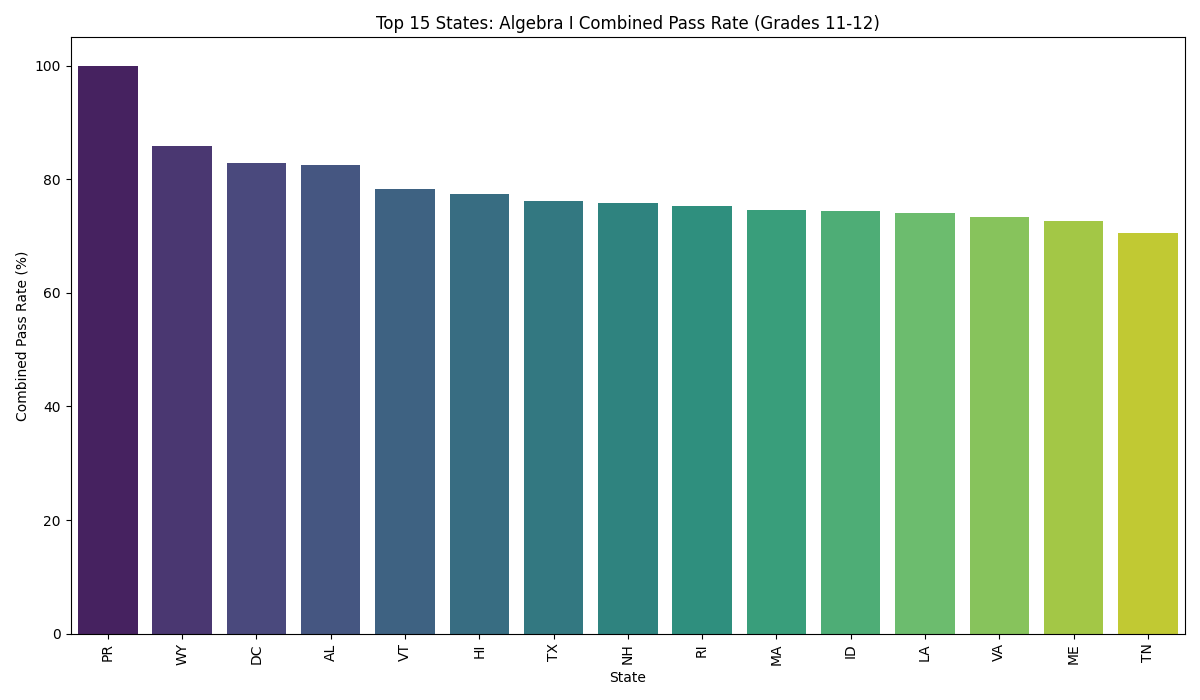 Top 15 States: Algebra I Combined Pass Rate (Grades 11-12)
Combined Pass Rate (%)
100
80
60
40
20
0
PR WY DC AL VT HI TX NH RI MA ID LA VA ME TN
State